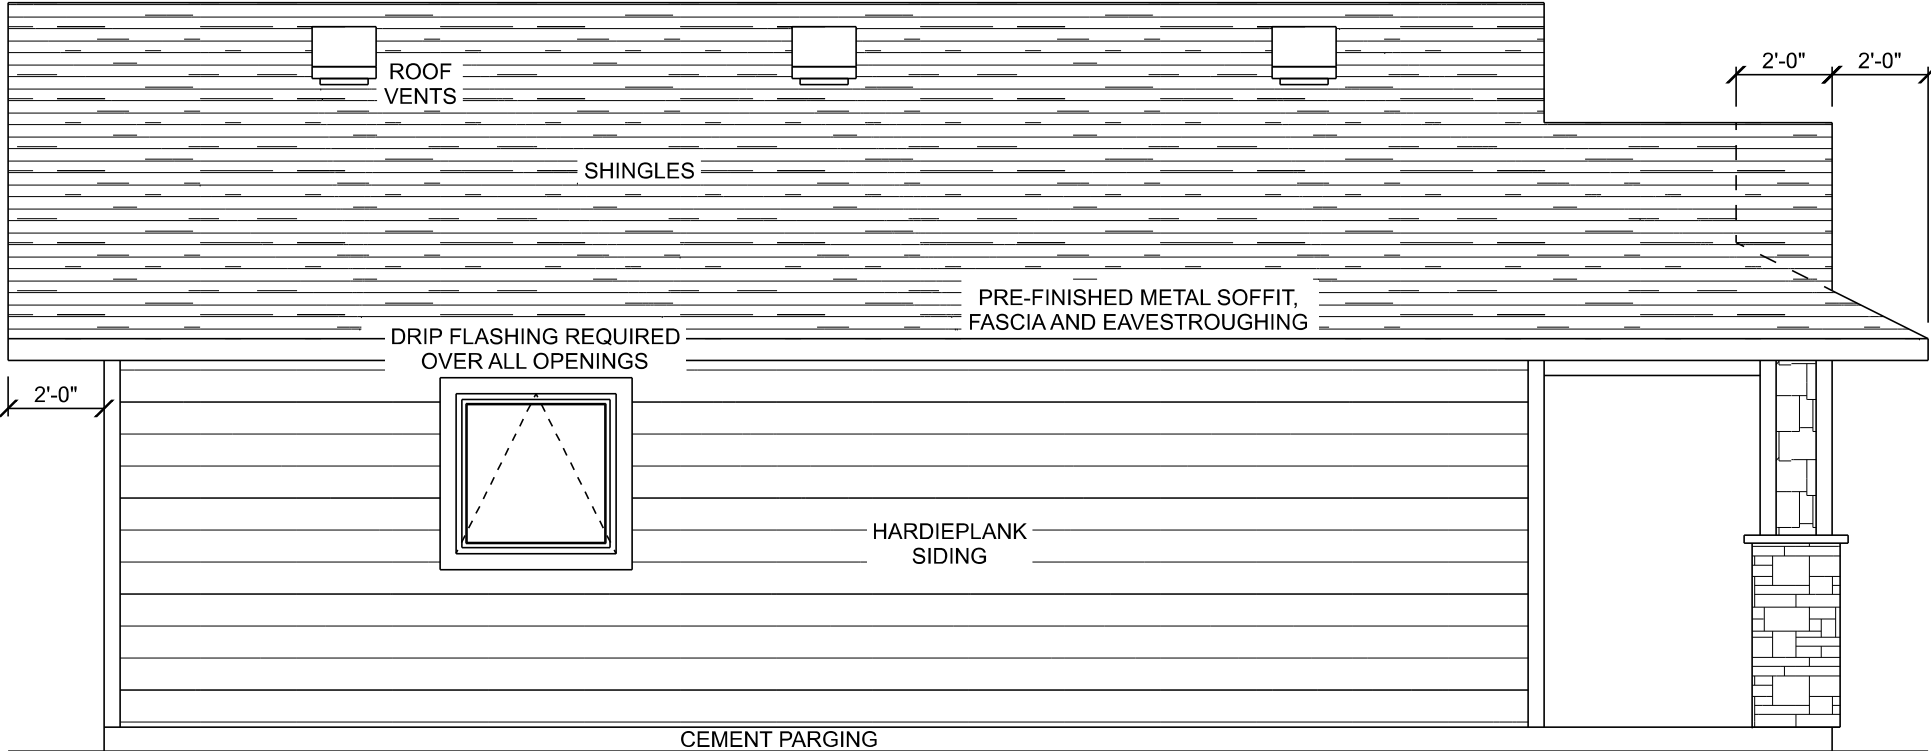 2'-0" 2'-0"
ROOF
VENTS
SHINGLES
PRE-FINISHED METAL SOFFIT,
FASCIA AND EAVESTROUGHING
DRIP FLASHING REQUIRED
OVER ALL OPENINGS
2'-0"
HARDIEPLANK
SIDING
CEMENT PARGING